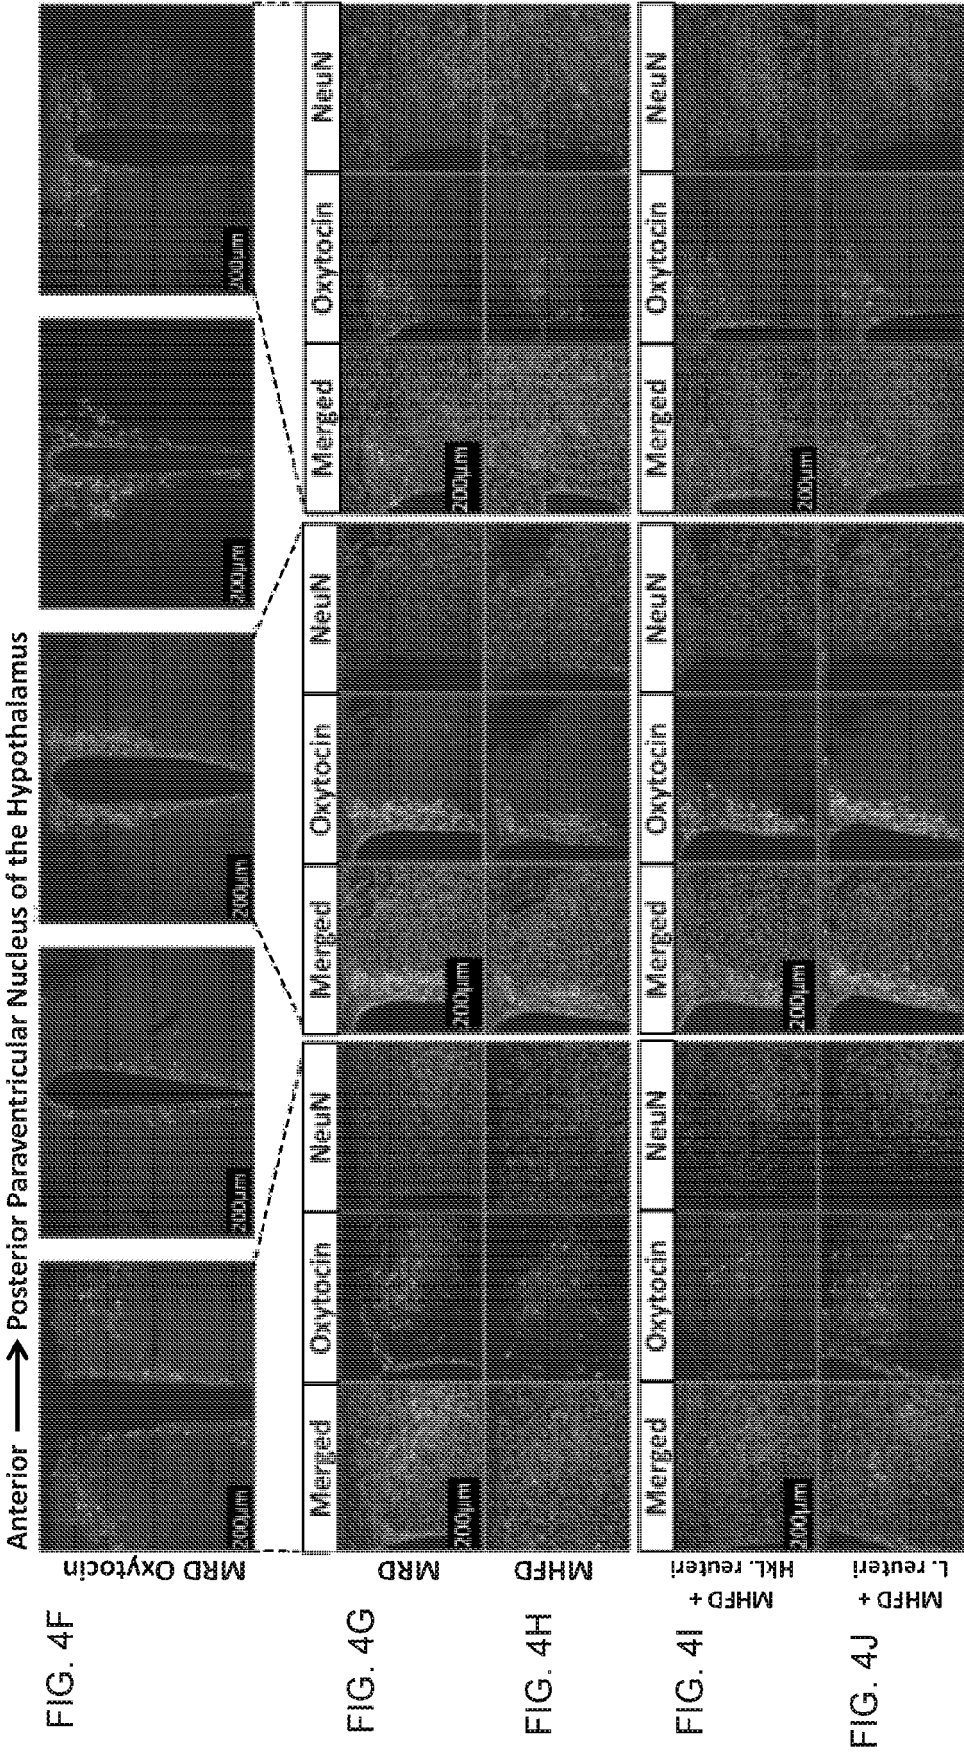 Anterior ⟶ Posterior Paraventricular Nucleus of the Hypothalamus
FIG. 4F
MRD Oxytocin
200µm
200µm
200µm
200µm
200µm
Merged Oxytocin NeuN Merged Oxytocin NeuN Merged Oxytocin NeuN
FIG. 4G
MRD
200µm
200µm
200µm
FIG. 4H
MHFD
Merged Oxytocin NeuN Merged Oxytocin NeuN Merged Oxytocin NeuN
FIG. 4I
MHFD +
HKL. reuteri
200µm
200µm
200µm
FIG. 4J
MHFD +
L. reuteri